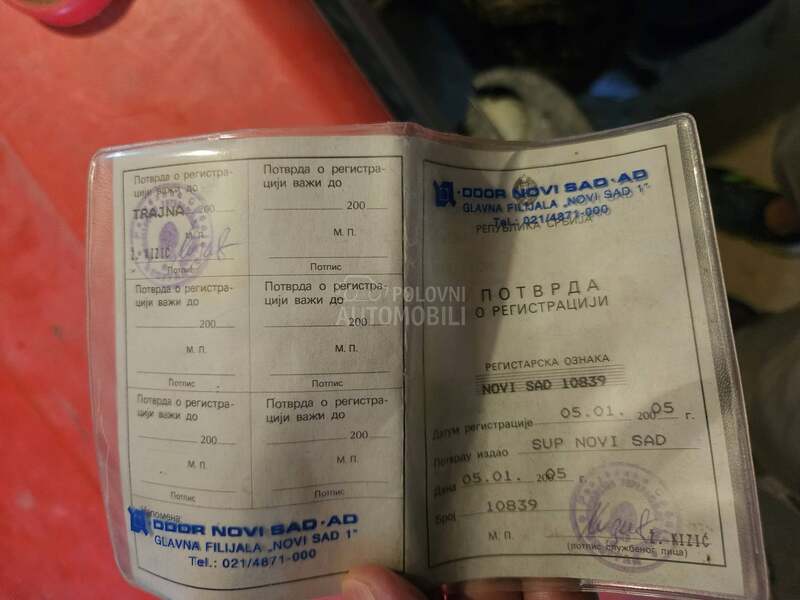 Потврда о регистра-
цији важи до
TRAJNA 200
М. П.
Z. KIZIĆ
Потпис
Потврда о регистра-
цији важи до
200
М. П.
Потпис
Потврда о регистра-
цији важи до
200
М. П.
Потпис
Потврда о регистра-
цији важи до
200
М. П.
Потпис
Потврда о регистра-
цији важи до
200
М. П.
Потпис
Потврда о регистра-
цији важи до
200
М. П.
Потпис
Напомена:
DDOR NOVI SAD-AD
GLAVNA FILIJALA „NOVI SAD 1"
Tel.: 021/4871-000
POLOVNI
AUTOMOBILI
DDOR NOVI SAD-AD
GLAVNA FILIJALA „NOVI SAD 1"
Tel.: 021/4871-000
РЕПУБЛИКА СРБИЈА
ПОТВРДА
О РЕГИСТРАЦИЈИ
РЕГИСТАРСКА ОЗНАКА
NOVI SAD 10839
Датум регистрације 05.01. 2005 г.
Потврду издао SUP NOVI SAD
Дана 05.01. 2005 г.
Број 10839
М. П. Z. KIZIĆ
(потпис службеног лица)